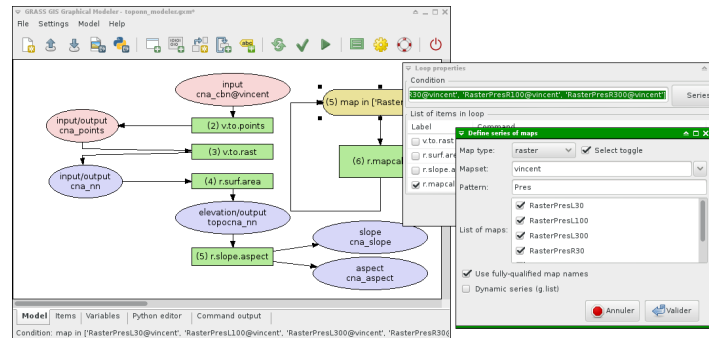 GRASS GIS Graphical Modeler - toponn_modeler.gxm*
File Settings Model Help
input
cna_cbn@vincent
(2) v.to.points
input/output
cna_points
(3) v.to.rast
input/output
cna_nn
(4) r.surf.area
elevation/output
topocna_nn
(5) r.slope.aspect
slope
cna_slope
aspect
cna_aspect
(5) map in ['Raster
(6) r.mapcal
Model Items Variables Python editor Command output
Condition: map in ['RasterPresL30@vincent', 'RasterPresL100@vincent', 'RasterPresL300@vincent', 'RasterPresR30@
Loop properties
Condition
R30@vincent', 'RasterPresR100@vincent', 'RasterPresR300@vincent']
Series
List of items in loop
Label Command
v.to.rast
r.surf.are
r.slope.a
r.mapcal
Define series of maps
Map type: raster Select toggle
Mapset: vincent
Pattern: Pres
List of maps:
RasterPresL30
RasterPresL100
RasterPresL300
RasterPresR30
Use fully-qualified map names
Dynamic series (g.list)
Annuler Valider